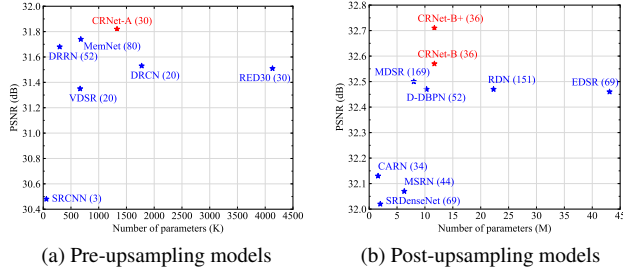 32.0
31.8
31.6
31.4
31.2
31.0
30.8
30.6
30.4
PSNR (dB)
CRNet-A (30)
MemNet (80)
DRRN (52)
DRCN (20)
RED30 (30)
VDSR (20)
SRCNN (3)
0 500 1000 1500 2000 2500 3000 3500 4000 4500
Number of parameters (K)
(a) Pre-upsampling models
32.8
32.7
32.6
32.5
32.4
32.3
32.2
32.1
32.0
PSNR (dB)
CRNet-B+ (36)
CRNet-B (36)
MDSR (169)
RDN (151)
EDSR (69)
D-DBPN (52)
CARN (34)
MSRN (44)
SRDenseNet (69)
0 5 10 15 20 25 30 35 40 45
Number of parameters (M)
(b) Post-upsampling models